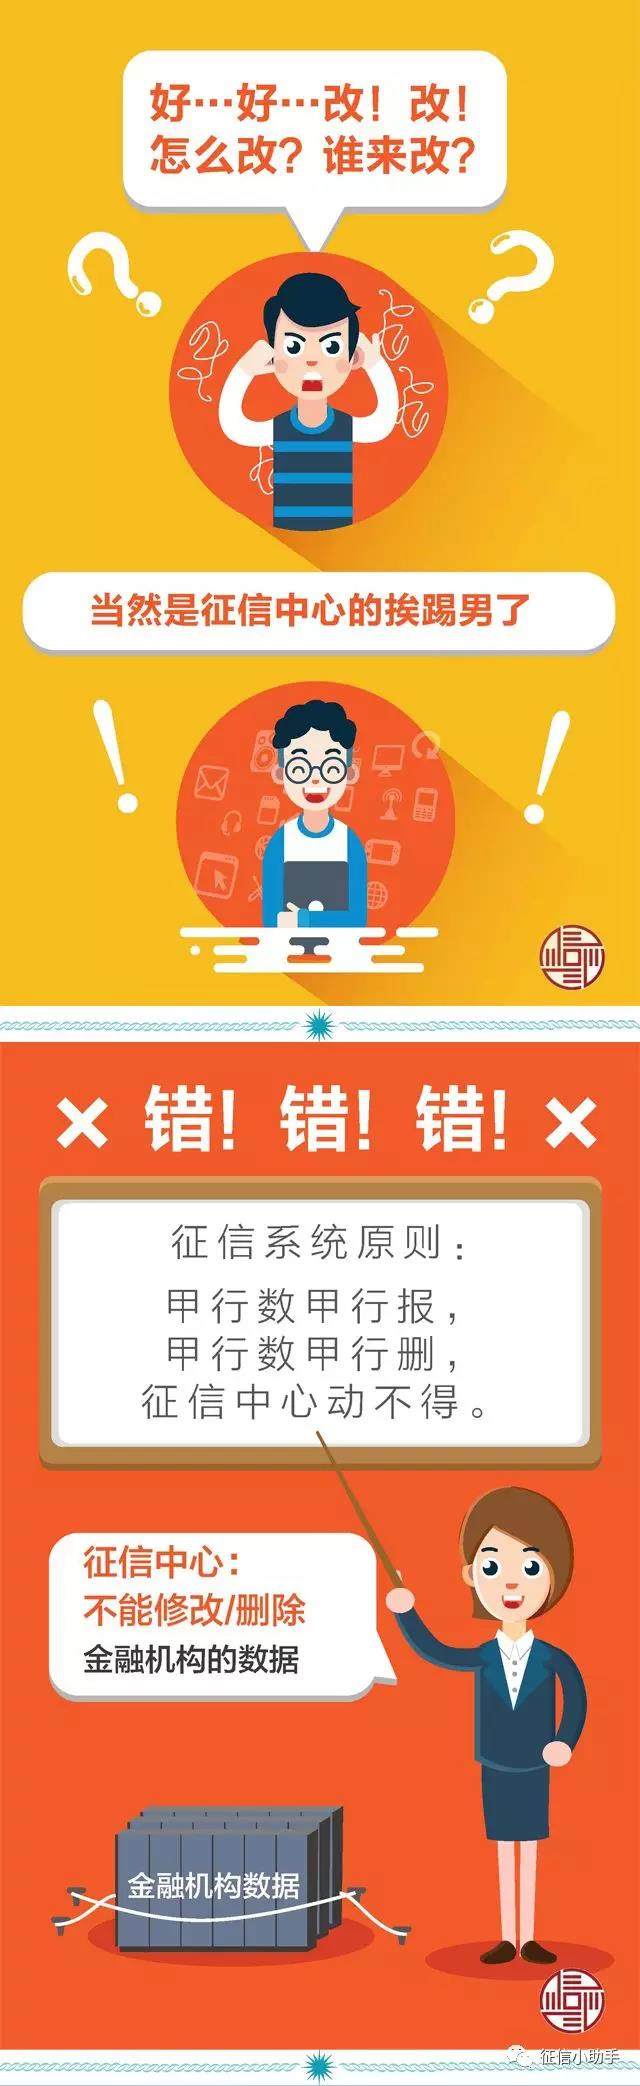 好…好…改！改！
怎么改？谁来改？
当然是征信中心的挨踢男了
× 错！错！错！×
征信系统原则：
甲行数甲行报，
甲行数甲行删，
征信中心动不得。
征信中心：
不能修改/删除
金融机构的数据
金融机构数据
征信小助手